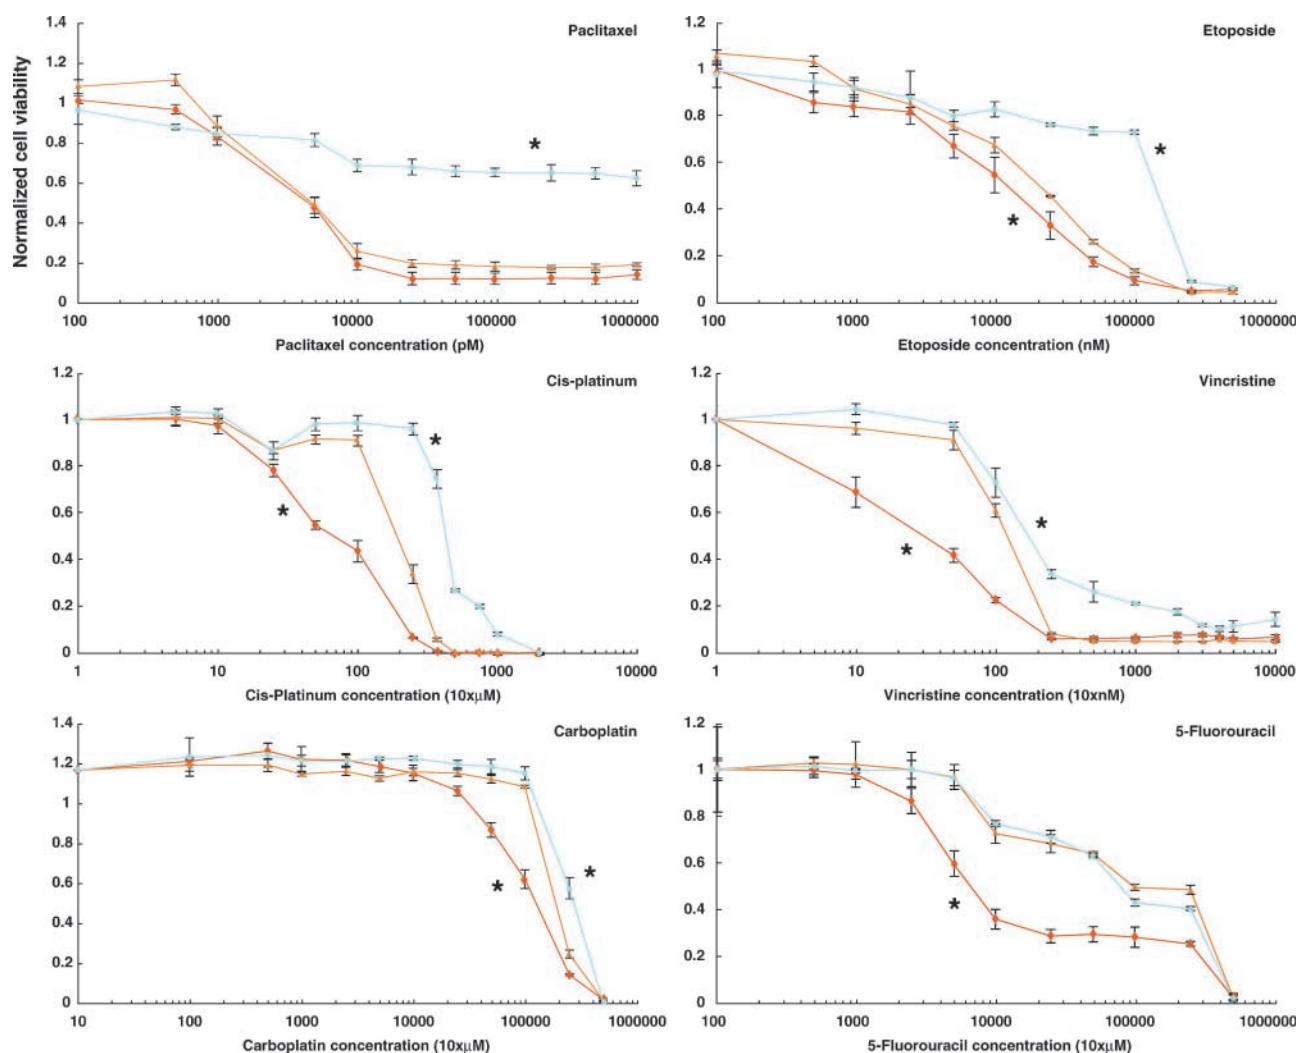 Paclitaxel
Normalized cell viability
1.4
1.2
1
0.8
0.6
0.4
0.2
0
100 1000 10000 100000 1000000
Paclitaxel concentration (pM)
Etoposide
1.2
1
0.8
0.6
0.4
0.2
0
100 1000 10000 100000 1000000
Etoposide concentration (nM)
Cis-platinum
1.2
1
0.8
0.6
0.4
0.2
0
1 10 100 1000 10000
Cis-Platinum concentration (10xµM)
Vincristine
1.2
1
0.8
0.6
0.4
0.2
0
1 10 100 1000 10000
Vincristine concentration (10xnM)
Carboplatin
1.4
1.2
1
0.8
0.6
0.4
0.2
0
10 100 1000 10000 100000 1000000
Carboplatin concentration (10xµM)
5-Fluorouracil
1.2
1
0.8
0.6
0.4
0.2
0
100 1000 10000 100000 1000000
5-Fluorouracil concentration (10xµM)